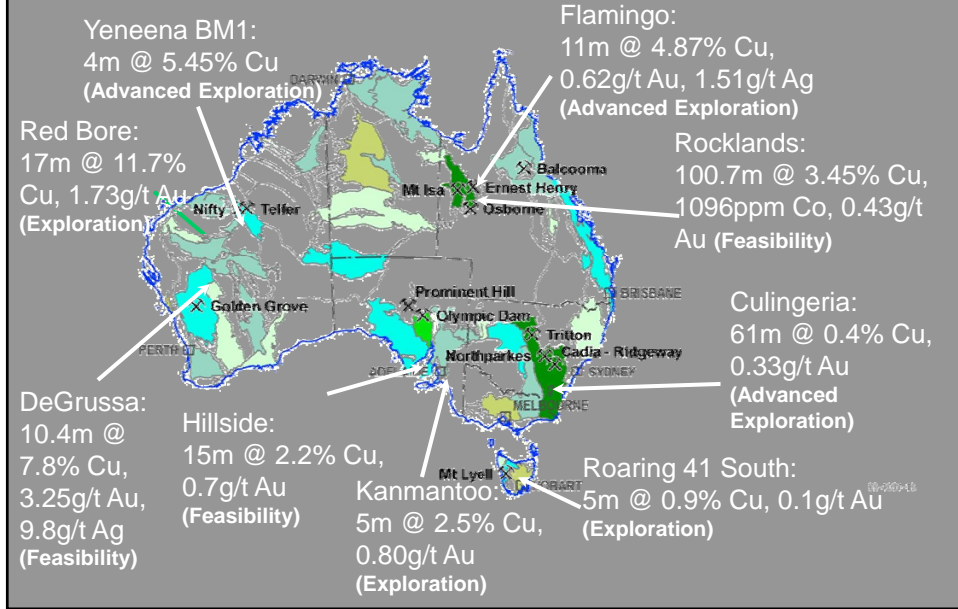 Yeneena BM1:
4m @ 5.45% Cu
(Advanced Exploration)
Flamingo:
11m @ 4.87% Cu,
0.62g/t Au, 1.51g/t Ag
(Advanced Exploration)
Red Bore:
17m @ 11.7%
Cu, 1.73g/t Au
(Exploration)
Rocklands:
100.7m @ 3.45% Cu,
1096ppm Co, 0.43g/t
Au (Feasibility)
DARWIN
Balcooma
Mt Isa
Ernest Henry
Osborne
Nifty
Telfer
Golden Grove
Prominent Hill
Olympic Dam
BRISBANE
Tritton
Northparkes
Cadia - Ridgeway
PERTH
ADELAIDE
SYDNEY
MELBOURNE
Culingeria:
61m @ 0.4% Cu,
0.33g/t Au
(Advanced
Exploration)
DeGrussa:
10.4m @
7.8% Cu,
3.25g/t Au,
9.8g/t Ag
(Feasibility)
Hillside:
15m @ 2.2% Cu,
0.7g/t Au
(Feasibility)
Kanmantoo:
5m @ 2.5% Cu,
0.80g/t Au
(Exploration)
Mt Lyell
HOBART
Roaring 41 South:
5m @ 0.9% Cu, 0.1g/t Au
(Exploration)